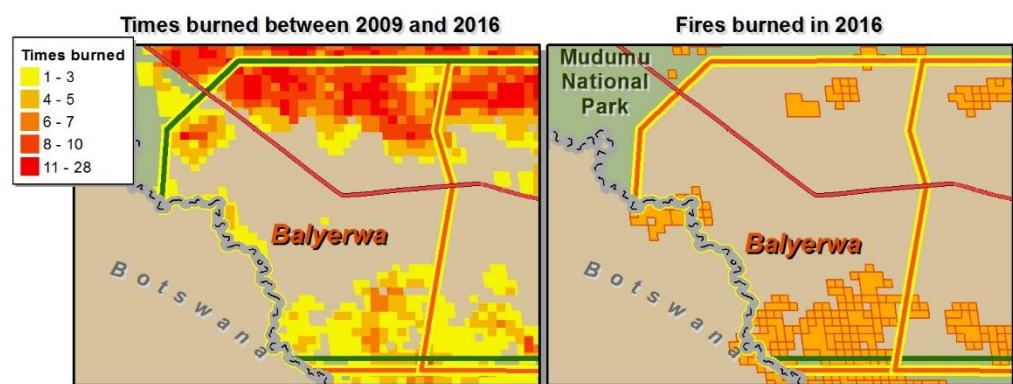 Times burned between 2009 and 2016
Times burned
1 - 3
4 - 5
6 - 7
8 - 10
11 - 28
Balyerwa
Botswana
Fires burned in 2016
Mudumu
National
Park
Balyerwa
Botswana